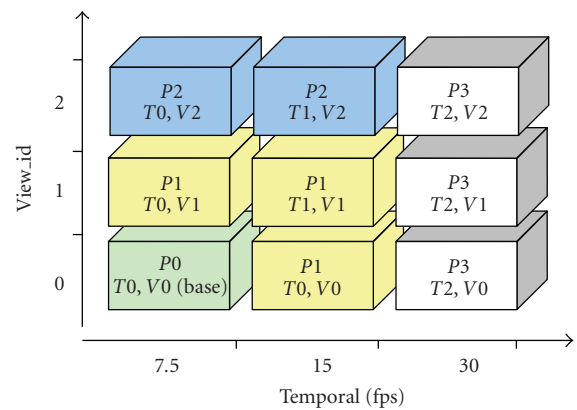 View_id
2
P2
T0, V2
P2
T1, V2
P3
T2, V2
1
P1
T0, V1
P1
T1, V1
P3
T2, V1
0
P0
T0, V0 (base)
P1
T0, V0
P3
T2, V0
7.5
15
30
Temporal (fps)